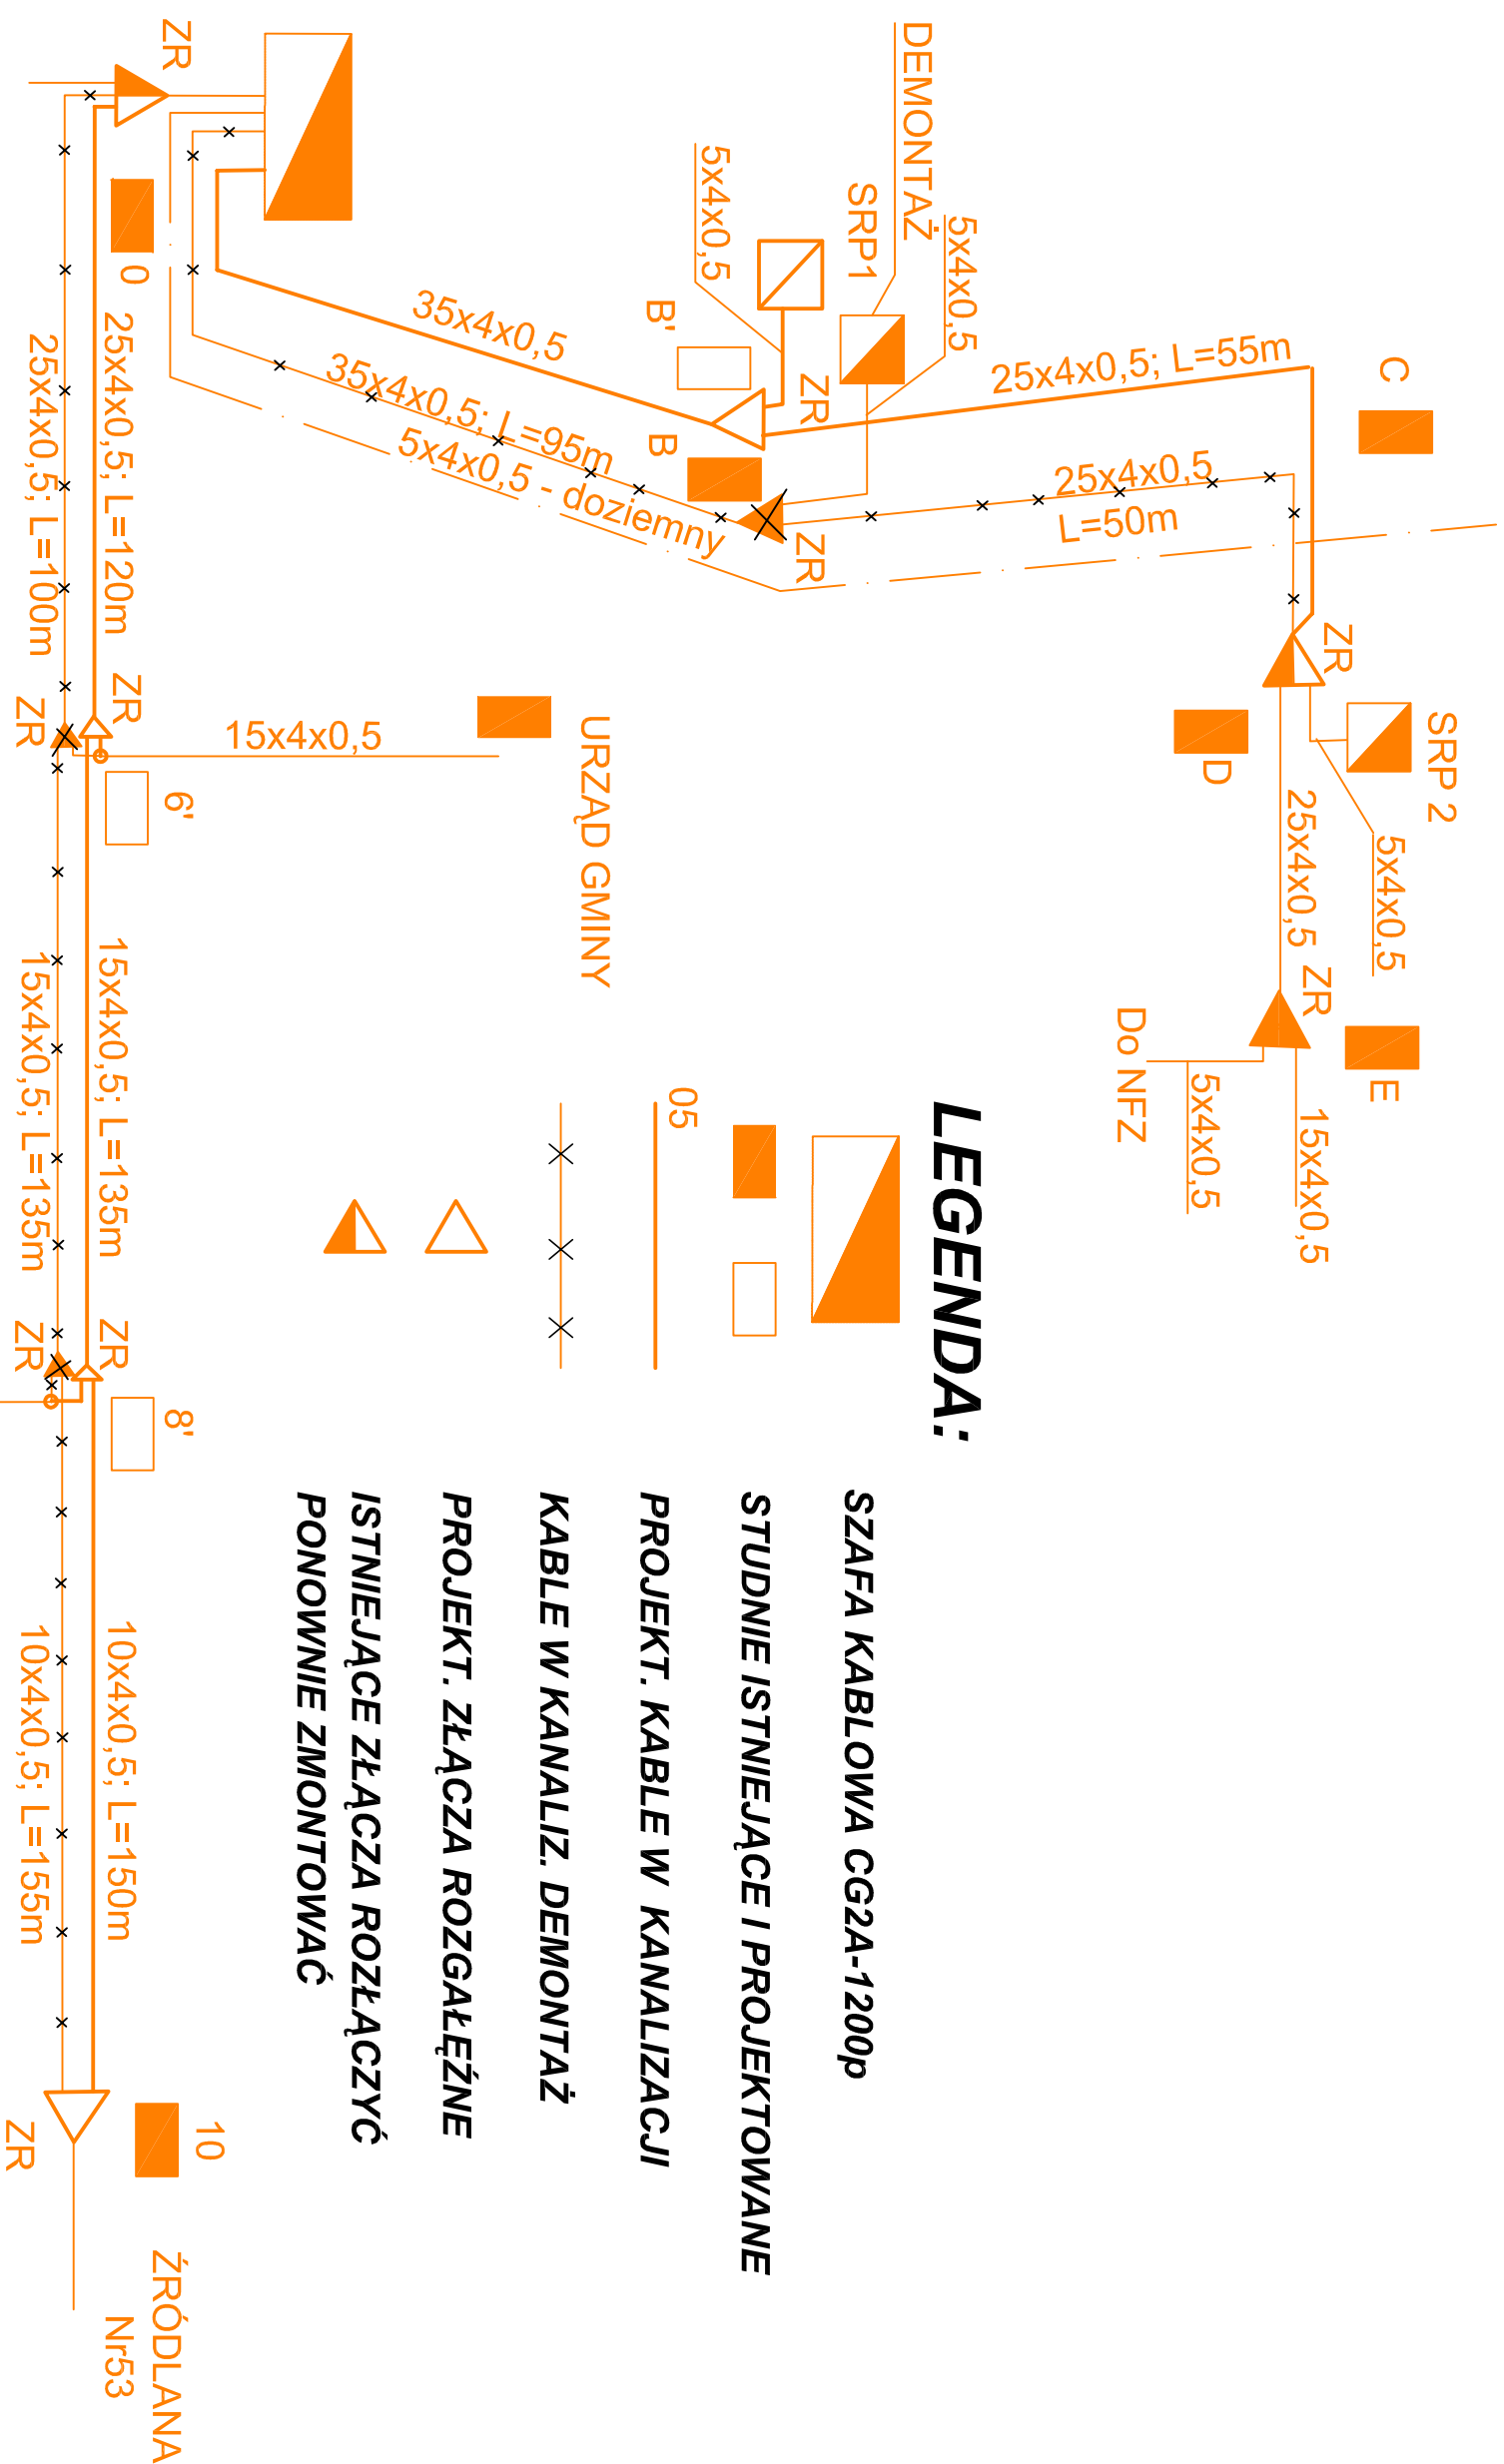 C
SRP 2
ZR
5x4x0,5
E
15x4x0,5
25x4x0,5; L=55m
25x4x0,5
L=50m
D
25x4x0,5
ZR
5x4x0,5
Do NFZ
DEMONTAŻ
5x4x0,5
SRP1
5x4x0,5
B'
ZR
B
ZR
35x4x0,5
35x4x0,5; L=95m
5x4x0,5 - doziemny
LEGENDA:
SZAFA KABLOWA CG2A-1200p
STUDNIE ISTNIEJĄCE I PROJEKTOWANE
05
PROJEKT. KABLE W KANALIZACJI
KABLE W KANALIZ. DEMONTAŻ
PROJEKT. ZŁĄCZA ROZGAŁĘŹNE
ISTNIEJĄCE ZŁĄCZA ROZŁĄCZYĆ
PONOWNIE ZMONTOWAĆ
URZĄD GMINY
15x4x0,5
ZR
0
6'
8'
10
ŹRÓDLANA
Nr53
25x4x0,5; L=120m
ZR
15x4x0,5; L=135m
ZR
10x4x0,5; L=150m
25x4x0,5; L=100m
ZR
15x4x0,5; L=135m
ZR
10x4x0,5; L=155m
ZR